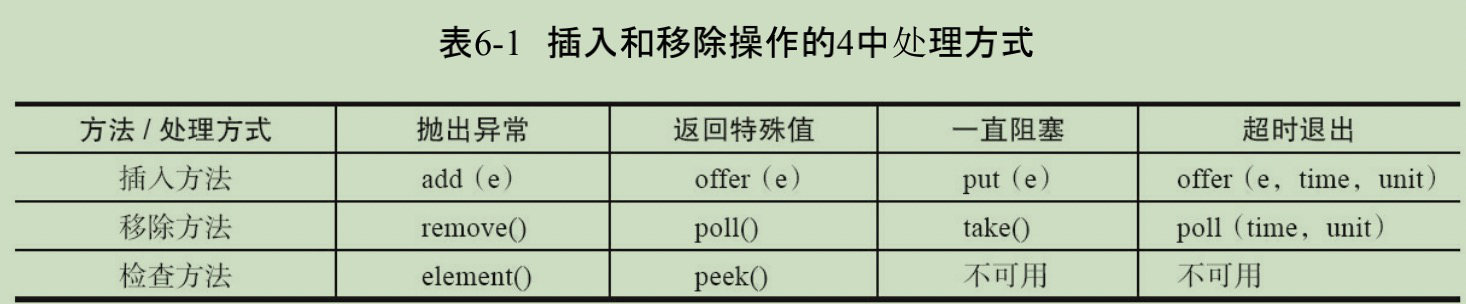 表6-1 插入和移除操作的4中处理方式
方法 / 处理方式 抛出异常 返回特殊值 一直阻塞 超时退出
插入方法 add（e） offer（e） put（e） offer（e，time，unit）
移除方法 remove() poll() take() poll（time，unit）
检查方法 element() peek() 不可用 不可用